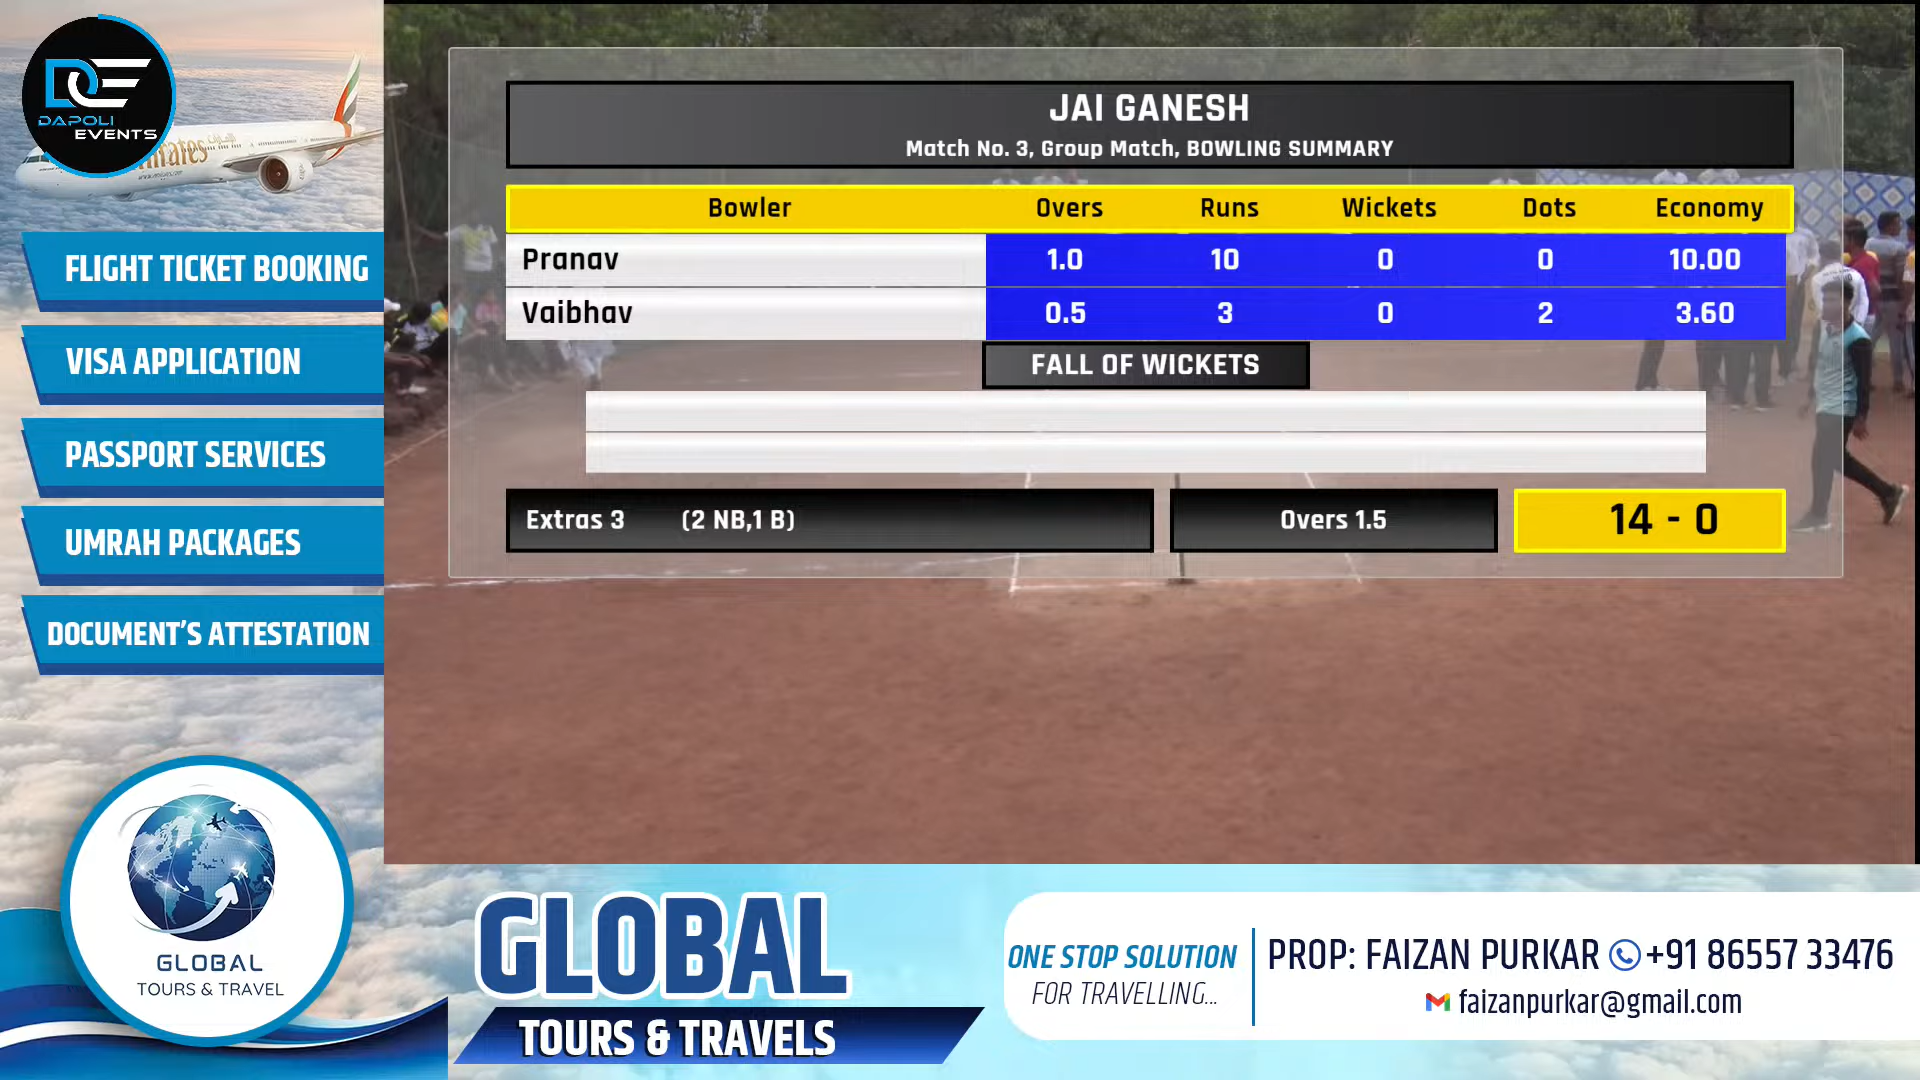 DAPOLI
EVENTS
FLIGHT TICKET BOOKING
VISA APPLICATION
PASSPORT SERVICES
UMRAH PACKAGES
DOCUMENT'S ATTESTATION
GLOBAL
TOURS & TRAVEL
JAI GANESH
Match No. 3, Group Match, BOWLING SUMMARY
Bowler Overs Runs Wickets Dots Economy
Pranav 1.0 10 0 0 10.00
Vaibhav 0.5 3 0 2 3.60
FALL OF WICKETS
Extras 3 (2 NB,1 B) Overs 1.5 14 - 0
GLOBAL
TOURS & TRAVELS
ONE STOP SOLUTION
FOR TRAVELLING...
PROP: FAIZAN PURKAR +91 86557 33476
faizanpurkar@gmail.com